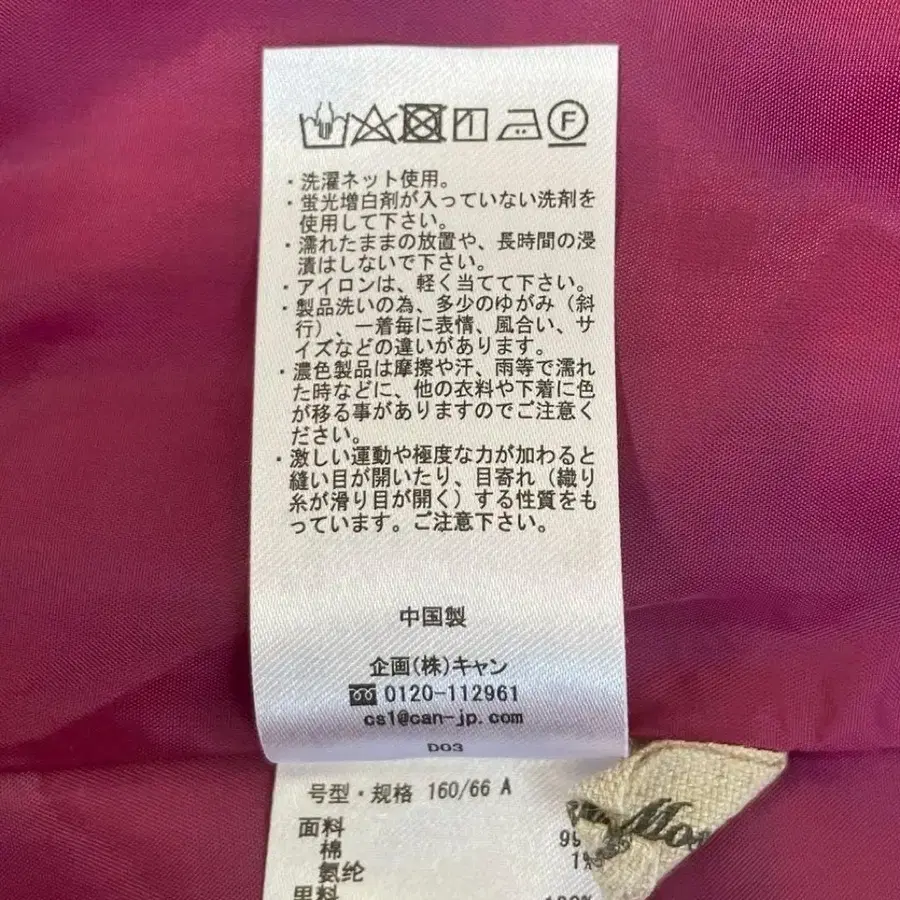 F
・洗濯ネット使用。
・蛍光増白剤が入っていない洗剤を
使用して下さい。
・濡れたままの放置や、長時間の浸
漬はしないで下さい。
・アイロンは、軽く当てて下さい。
・製品洗いの為、多少のゆがみ（斜
行）、一着毎に表情、風合い、サ
イズなどの違いがあります。
・濃色製品は摩擦や汗、雨等で濡れ
た時などに、他の衣料や下着に色
が移る事がありますのでご注意く
ださい。
・激しい運動や極度な力が加わると
縫い目が開いたり、目寄れ（織り
糸が滑り目が開く）する性質をも
っています。ご注意下さい。
中国製
企画(株)キャン
0120-112961
cs1@can-jp.com
D03
号型・规格 160/66 A
面料
棉
氨纶 1%
里料